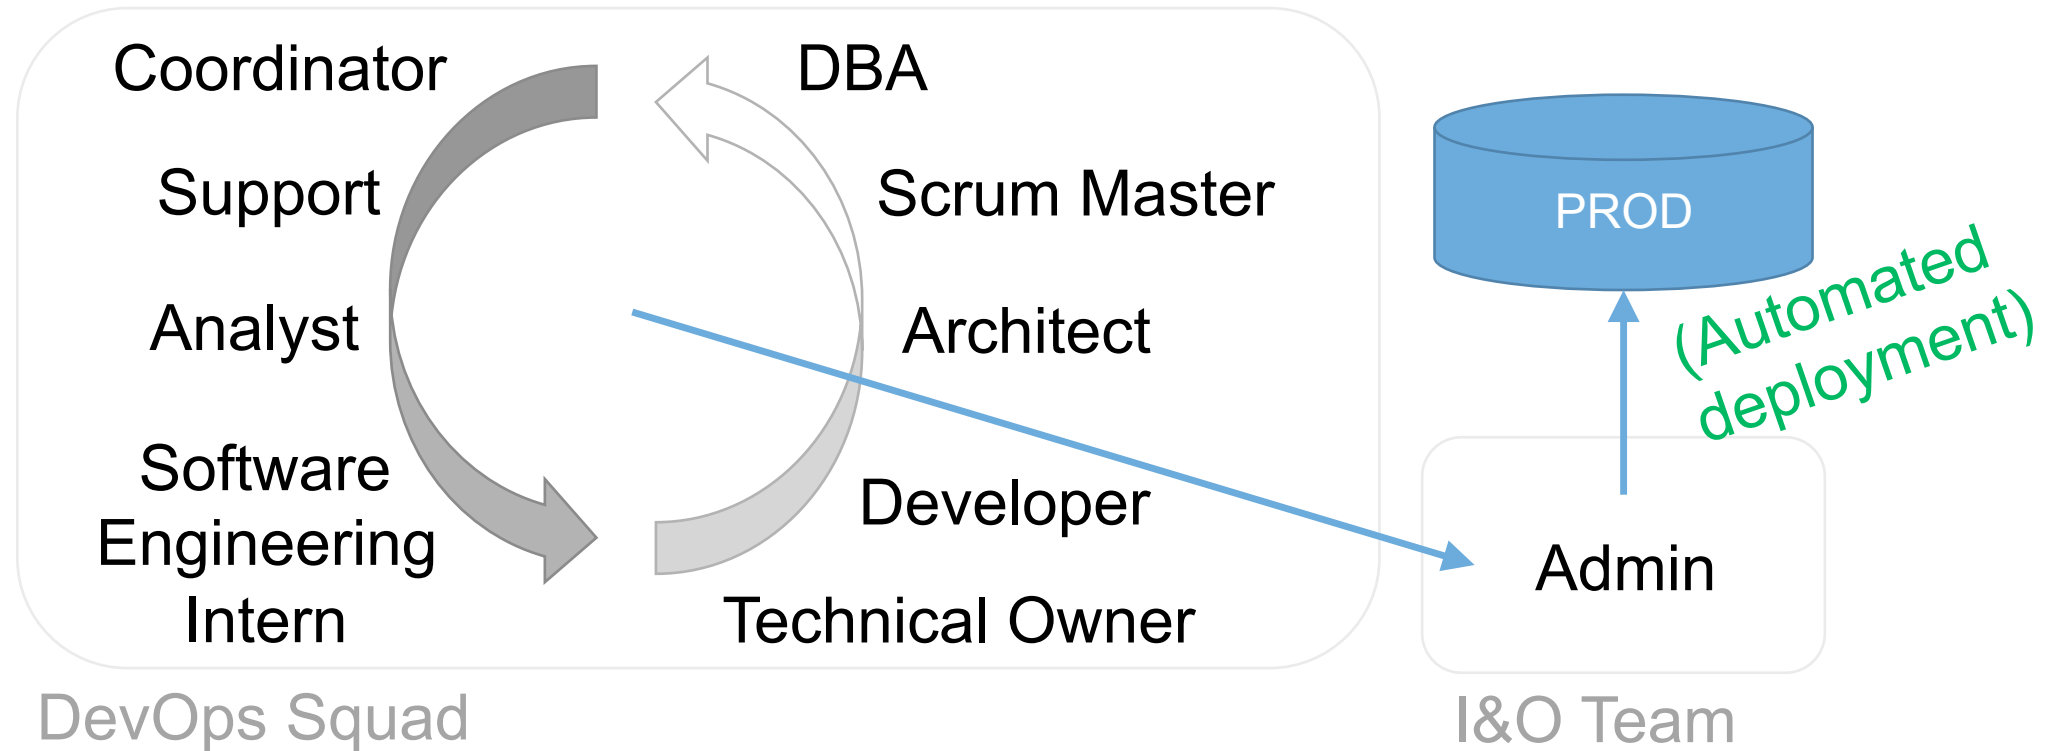 Coordinator
DBA
Support
Scrum Master
PROD
Analyst
Architect
(Automated
deployment)
Software
Engineering
Intern
Developer
Technical Owner
Admin
DevOps Squad
I&O Team